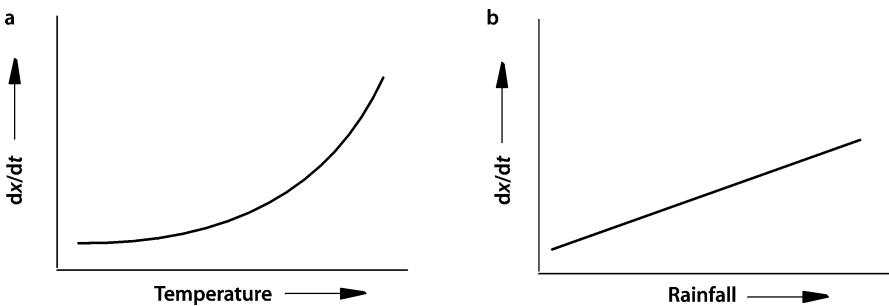 a
dx/dt
Temperature
b
dx/dt
Rainfall